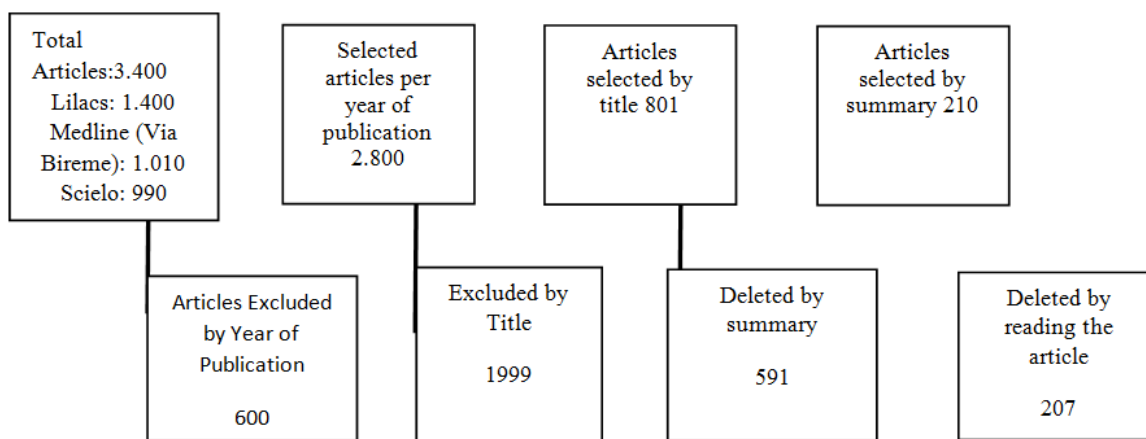 Total
Articles:3.400
Lilacs: 1.400
Medline (Via
Bireme): 1.010
Scielo: 990
Selected
articles per
year of
publication
2.800
Articles
selected by
title 801
Articles
selected by
summary 210
Articles Excluded
by Year of
Publication
600
Excluded by
Title
1999
Deleted by
summary
591
Deleted by
reading the
article
207